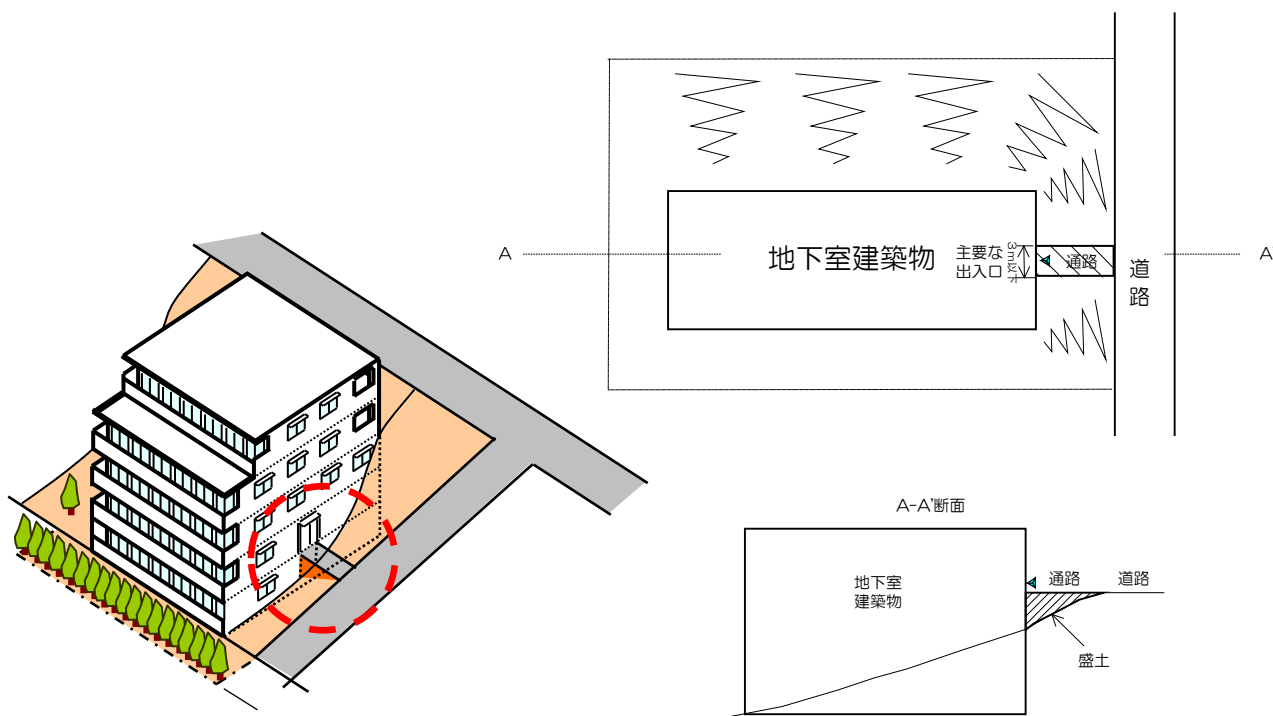 A
地下室建築物
主要な
出入口
3m以下
通路
道
路
A
A-A'断面
地下室
建築物
通路
道路
盛土